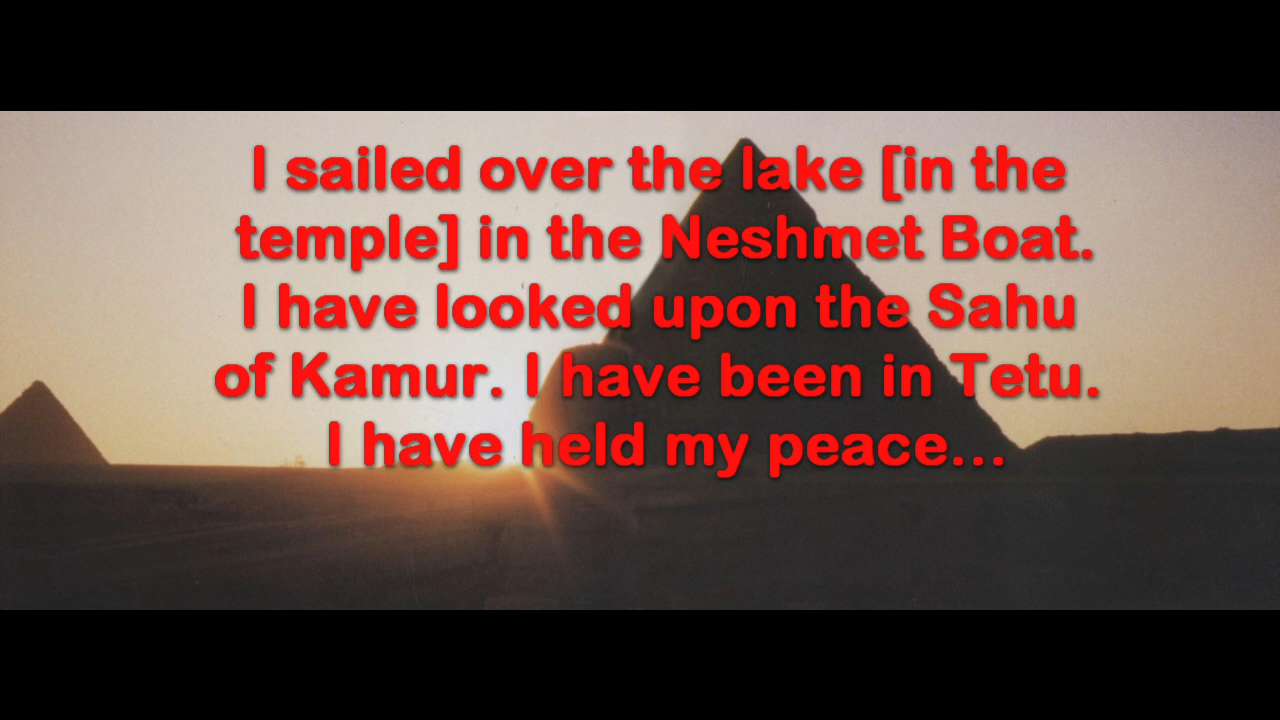 I sailed over the lake [in the
temple] in the Neshmet Boat.
I have looked upon the Sahu
of Kamur. I have been in Tetu.
I have held my peace...